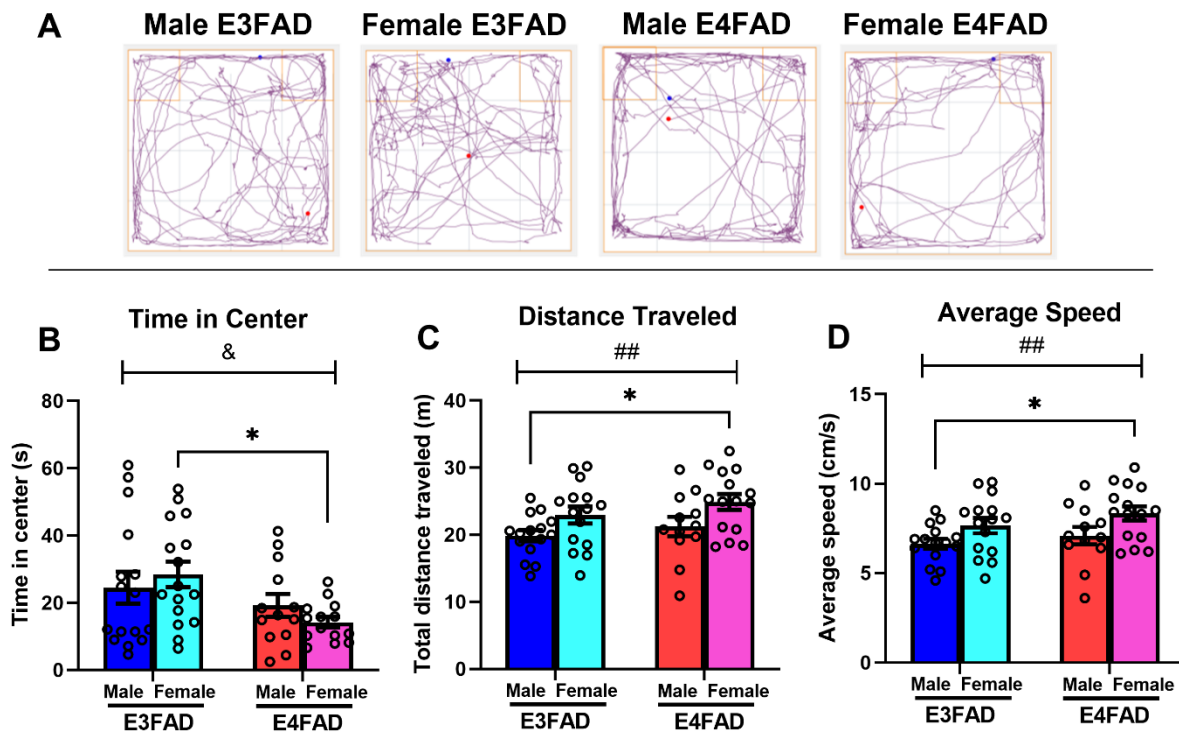 A
Male E3FAD
Female E3FAD
Male E4FAD
Female E4FAD
B
Time in Center
&
*
Time in center (s)
80
60
40
20
0
Male Female
Male Female
E3FAD
E4FAD
C
Distance Traveled
##
*
Total distance traveled (m)
40
30
20
10
0
Male Female
Male Female
E3FAD
E4FAD
D
Average Speed
##
*
Average speed (cm/s)
15
10
5
0
Male Female
Male Female
E3FAD
E4FAD